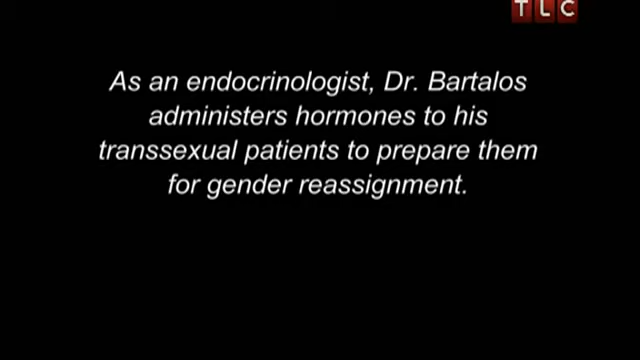 TLC
As an endocrinologist, Dr. Bartalos
administers hormones to his
transsexual patients to prepare them
for gender reassignment.